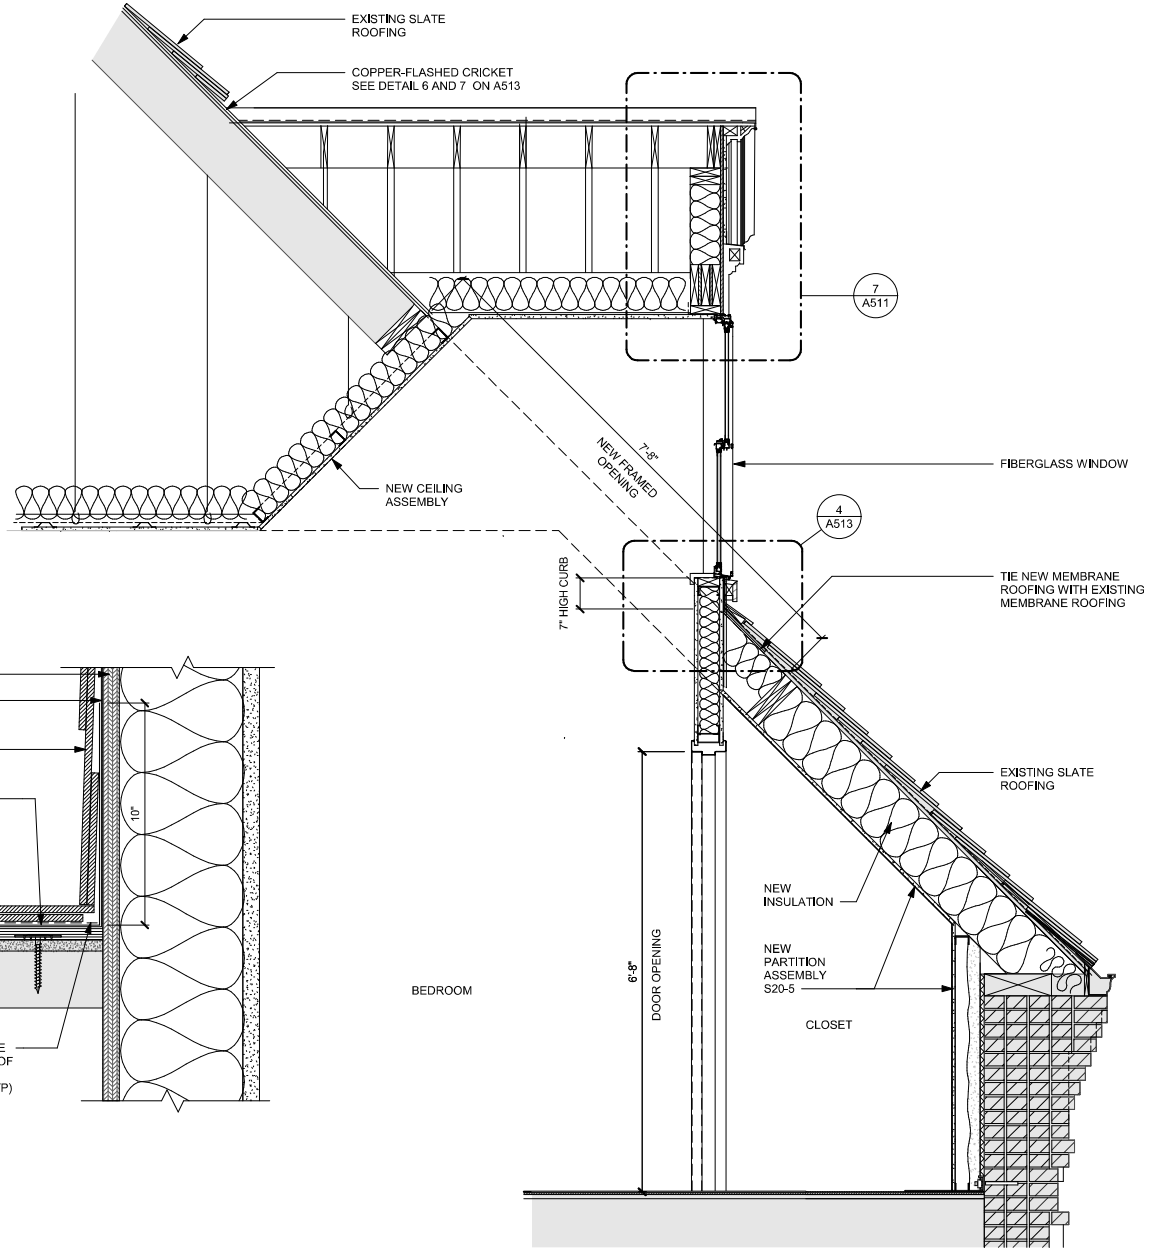 EXISTING SLATE
ROOFING
COPPER-FLASHED CRICKET
SEE DETAIL 6 AND 7 ON A513
7
A511
7'-8"
NEW FRAMED
OPENING
FIBERGLASS WINDOW
NEW CEILING
ASSEMBLY
4
A513
7" HIGH CURB
TIE NEW MEMBRANE
ROOFING WITH EXISTING
MEMBRANE ROOFING
EXISTING SLATE
ROOFING
10"
NEW
INSULATION
NEW
PARTITION
ASSEMBLY
S20-5
6'-8"
DOOR OPENING
BEDROOM
CLOSET
E
OF
(P)